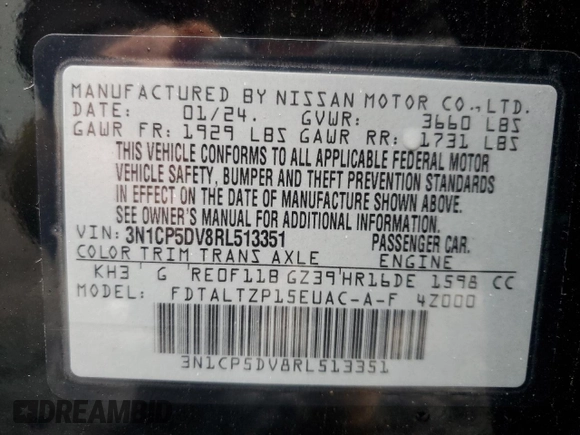 MANUFACTURED BY NISSAN MOTOR CO.,LTD.
DATE: 01/24. GVWR: 3660 LBS
GAWR FR: 1929 LBS GAWR RR: 1731 LBS
THIS VEHICLE CONFORMS TO ALL APPLICABLE FEDERAL MOTOR
VEHICLE SAFETY, BUMPER AND THEFT PREVENTION STANDARDS
IN EFFECT ON THE DATE OF MANUFACTURE SHOWN ABOVE.
SEE OWNER'S MANUAL FOR ADDITIONAL INFORMATION.
VIN: 3N1CP5DV8RL513351 PASSENGER CAR.
COLOR TRIM TRANS AXLE ENGINE
KH3 G RE0F11B GZ39 HR16DE 1598 CC
FDTALTZP15EUAC-A-F 4Z000
3N1CP5DV8RL513351
DREAMBID